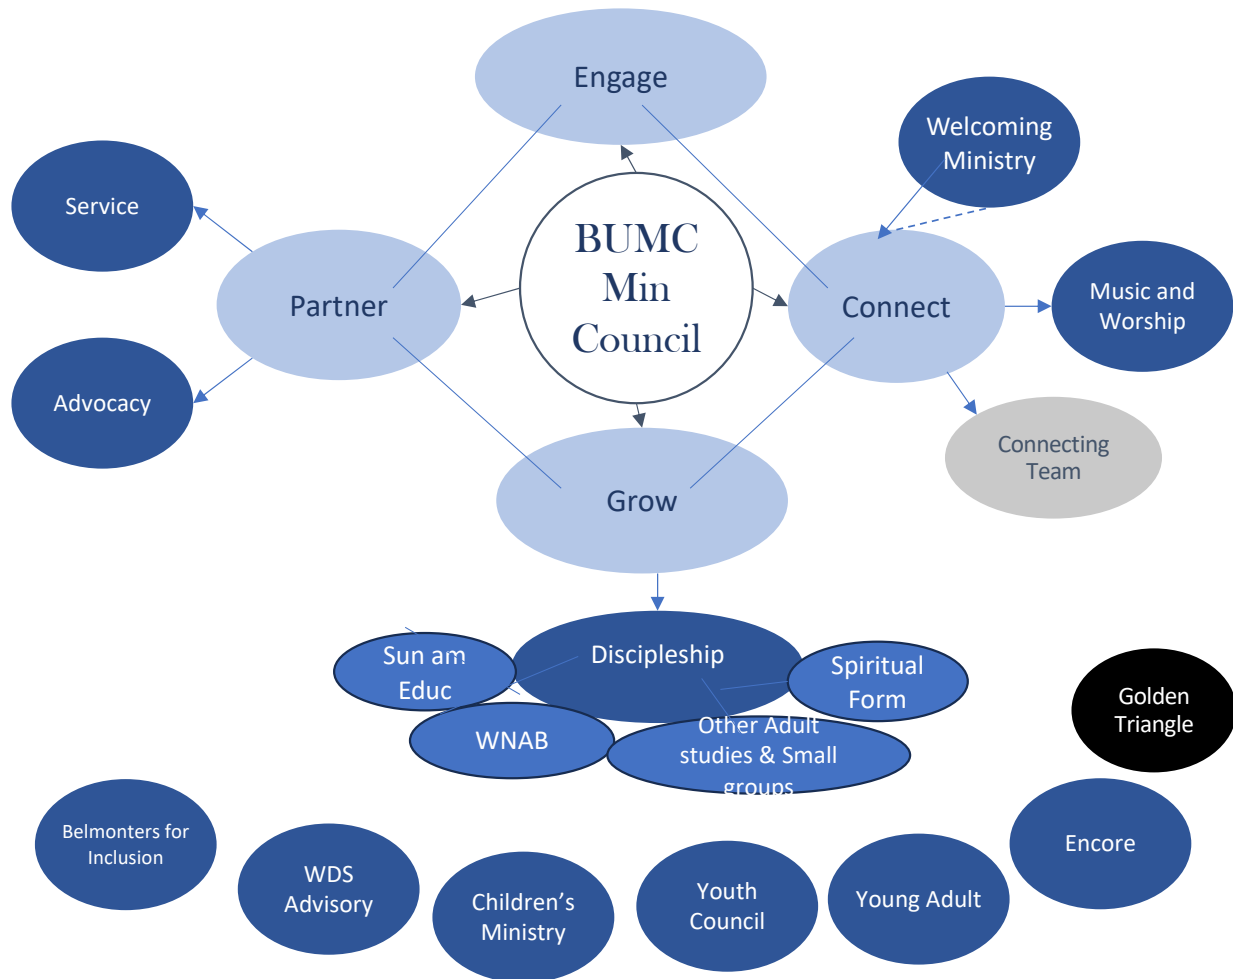 Engage
Welcoming
Ministry
Service
BUMC
Min
Council
Partner
Connect
Music and
Worship
Advocacy
Connecting
Team
Grow
Discipleship
Sun am
Educ
Spiritual
Form
WNAB
Other Adult
studies & Small
groups
Golden
Triangle
Belmonters for
Inclusion
WDS
Advisory
Children’s
Ministry
Youth
Council
Young Adult
Encore